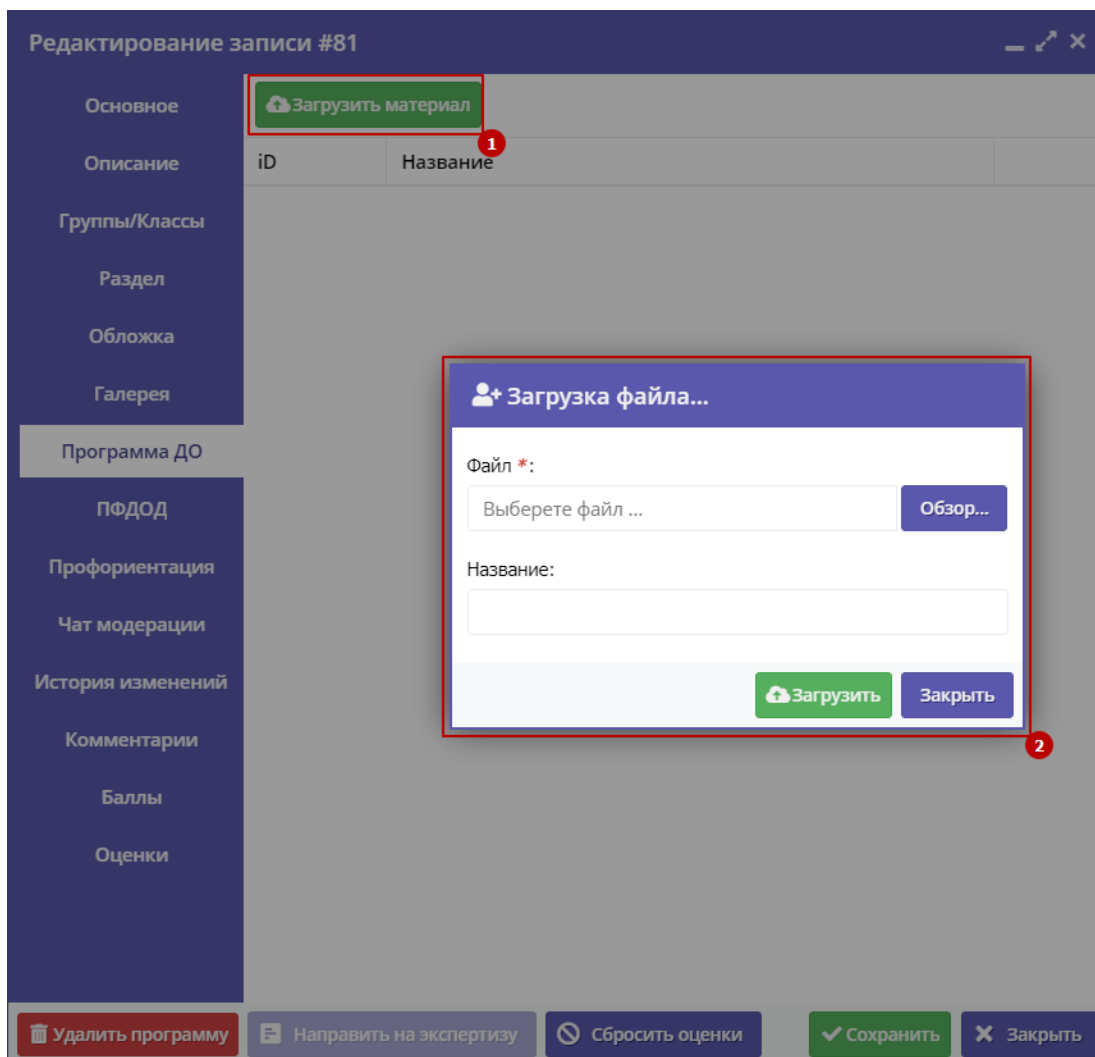 Редактирование записи #81
Основное
Загрузить материал
1
Описание
iD Название
Группы/Классы
Раздел
Обложка
Галерея
Программа ДО
ПФДОД
Профориентация
Чат модерации
История изменений
Комментарии
Баллы
Оценки
Загрузка файла...
Файл *:
Выберете файл ... Обзор...
Название:
Загрузить Закрыть
2
Удалить программу Направить на экспертизу Сбросить оценки Сохранить Закрыть